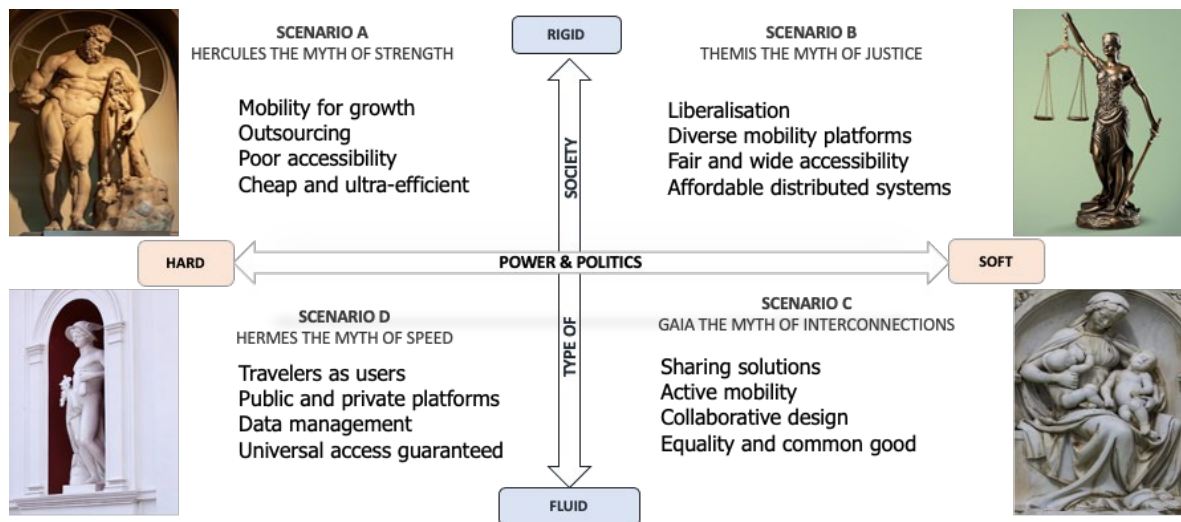 SCENARIO A
HERCULES THE MYTH OF STRENGTH
Mobility for growth
Outsourcing
Poor accessibility
Cheap and ultra-efficient
RIGID
SCENARIO B
THEMIS THE MYTH OF JUSTICE
Liberalisation
Diverse mobility platforms
Fair and wide accessibility
Affordable distributed systems
SOCIETY
HARD
POWER & POLITICS
SOFT
SCENARIO D
HERMES THE MYTH OF SPEED
Travelers as users
Public and private platforms
Data management
Universal access guaranteed
TYPE OF
SCENARIO C
GAIA THE MYTH OF INTERCONNECTIONS
Sharing solutions
Active mobility
Collaborative design
Equality and common good
FLUID